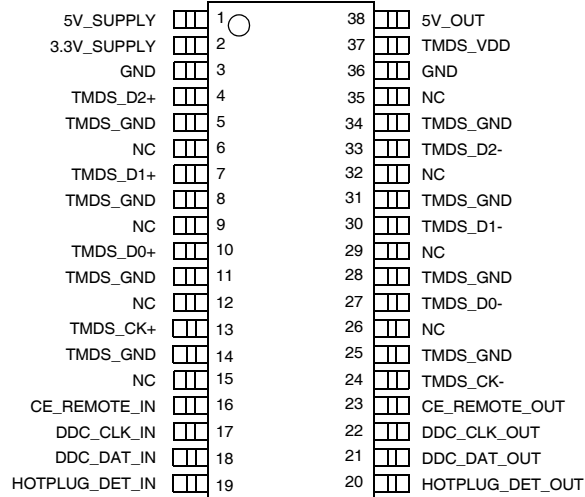 5V_SUPPLY 1 38 5V_OUT
3.3V_SUPPLY 2 37 TMDS_VDD
GND 3 36 GND
TMDS_D2+ 4 35 NC
TMDS_GND 5 34 TMDS_GND
NC 6 33 TMDS_D2-
TMDS_D1+ 7 32 NC
TMDS_GND 8 31 TMDS_GND
NC 9 30 TMDS_D1-
TMDS_D0+ 10 29 NC
TMDS_GND 11 28 TMDS_GND
NC 12 27 TMDS_D0-
TMDS_CK+ 13 26 NC
TMDS_GND 14 25 TMDS_GND
NC 15 24 TMDS_CK-
CE_REMOTE_IN 16 23 CE_REMOTE_OUT
DDC_CLK_IN 17 22 DDC_CLK_OUT
DDC_DAT_IN 18 21 DDC_DAT_OUT
HOTPLUG_DET_IN 19 20 HOTPLUG_DET_OUT